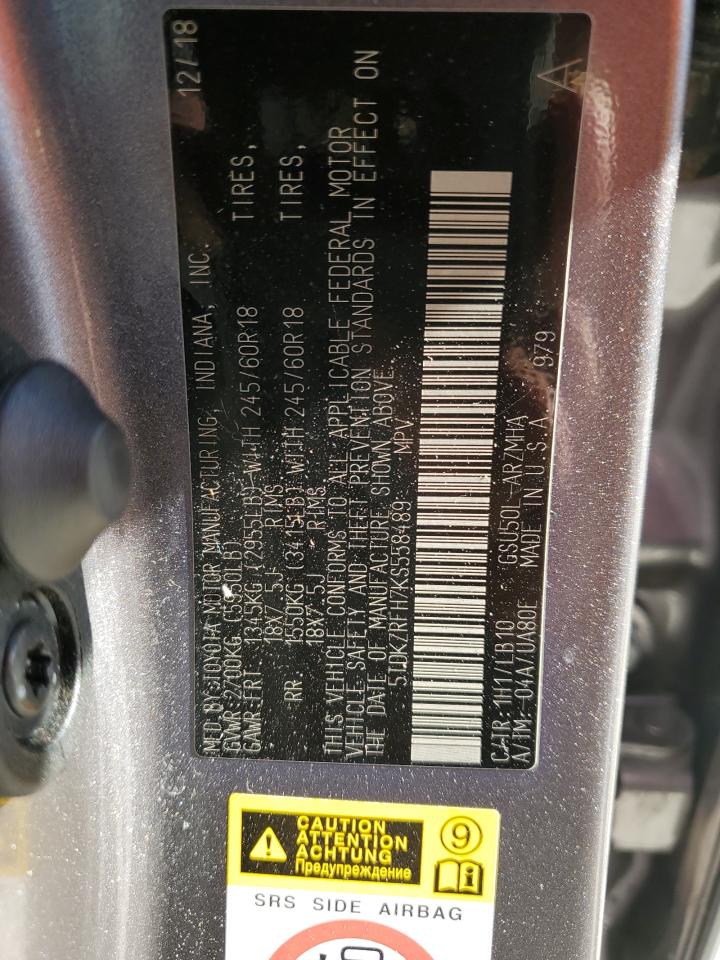 MFD.BY:TOYOTA MOTOR MANUFACTURING, INDIANA, INC. 12/18
GVWR:2700KG (5950LB)
GAWR:FRT. 1345KG (2955LB) WITH 245/60R18 TIRES,
18X7.5J RIMS
RR. 1550KG (3415LB) WITH 245/60R18 TIRES,
18X7.5J RIMS
THIS VEHICLE CONFORMS TO ALL APPLICABLE FEDERAL MOTOR
VEHICLE SAFETY AND THEFT PREVENTION STANDARDS IN EFFECT ON
THE DATE OF MANUFACTURE SHOWN ABOVE.
5TDKZRFH7KS558489 MPV
C/TR:1H1/LB10 GSU50L-ARZMHA A
A/TM:-04A/UA80E MADE IN U.S.A. 9/9
CAUTION
ATTENTION
ACHTUNG
Предупреждение
9
SRS SIDE AIRBAG